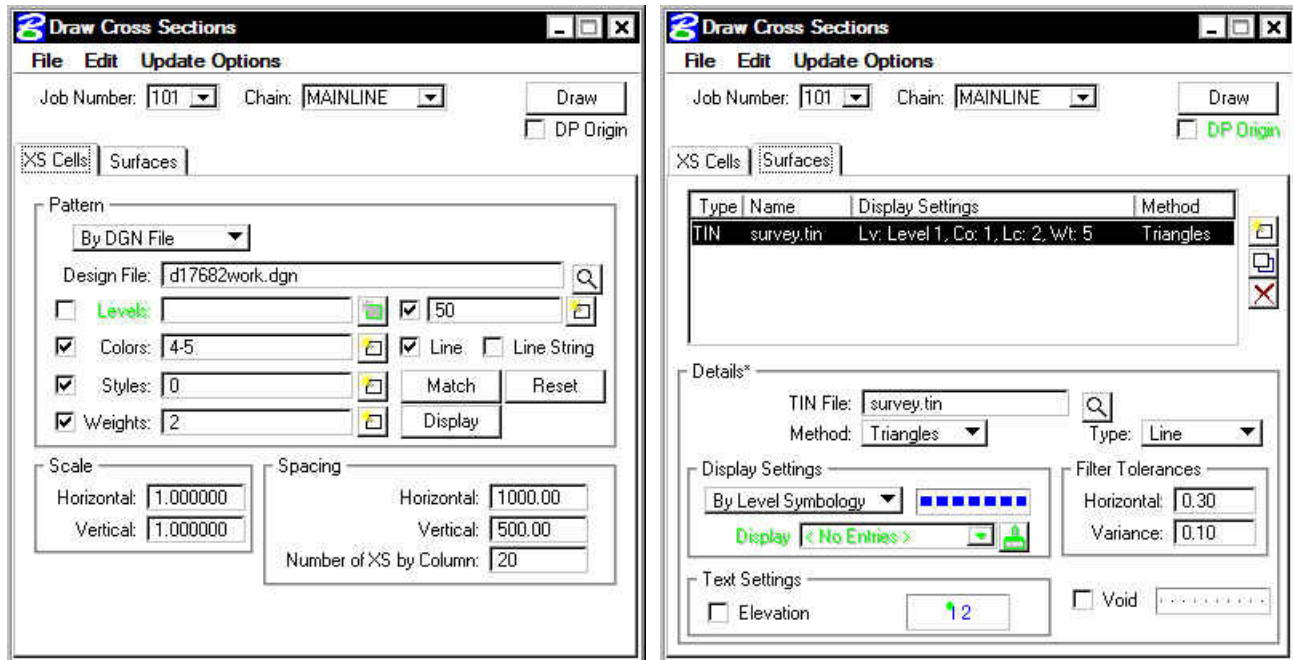 Draw Cross Sections
File Edit Update Options
Job Number: 101 Chain: MAINLINE Draw
DP Origin
XS Cells Surfaces
Pattern
By DGN File
Design File: d17682work.dgn
Levels: 50
Colors: 4-5 Line Line String
Styles: 0 Match Reset
Weights: 2 Display
Scale
Horizontal: 1.000000
Vertical: 1.000000
Spacing
Horizontal: 1000.00
Vertical: 500.00
Number of XS by Column: 20
Draw Cross Sections
File Edit Update Options
Job Number: 101 Chain: MAINLINE Draw
DP Origin
XS Cells Surfaces
Type Name Display Settings Method
TIN survey.tin Lv: Level 1, Co: 1, Lc: 2, Wt: 5 Triangles
Details*
TIN File: survey.tin
Method: Triangles Type: Line
Display Settings
By Level Symbology
Display < No Entries >
Filter Tolerances
Horizontal: 0.30
Variance: 0.10
Text Settings
Elevation 12
Void